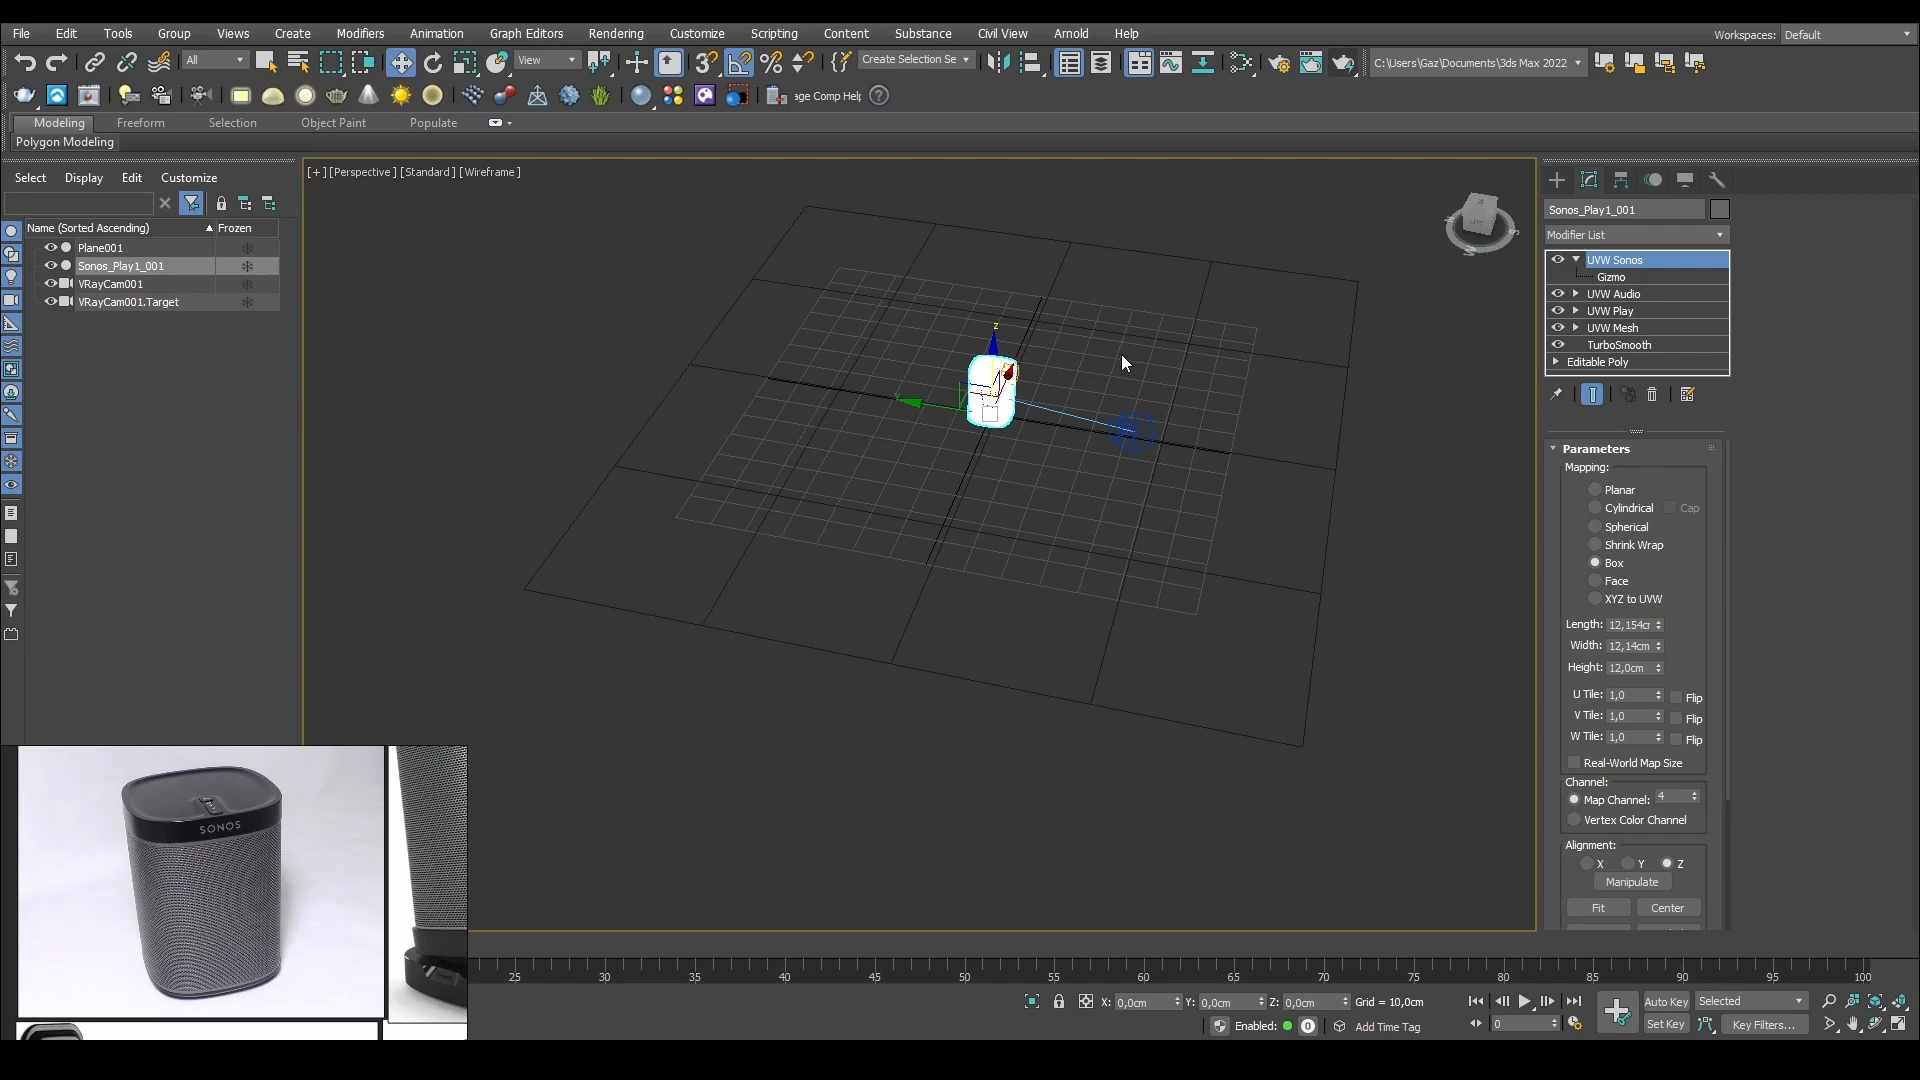 File Edit Tools Group Views Create Modifiers Animation Graph Editors Rendering Customize Scripting Content Substance Civil View Arnold Help Workspaces: Default
All View Create Selection Se C:\Users\Gaz\Documents\3ds Max 2022
age Comp Help
Modeling Freeform Selection Object Paint Populate
Polygon Modeling
Select Display Edit Customize
Name (Sorted Ascending) Frozen
Plane001
Sonos_Play1_001
VRayCam001
VRayCam001.Target
[+] [Perspective ] [Standard ] [Wireframe ]
z
y
LEFT
Sonos_Play1_001
Modifier List
UVW Sonos
Gizmo
UVW Audio
UVW Play
UVW Mesh
TurboSmooth
Editable Poly
Parameters
Mapping:
Planar
Cylindrical Cap
Spherical
Shrink Wrap
Box
Face
XYZ to UVW
Length: 12,154cr
Width: 12,14cm
Height: 12,0cm
U Tile: 1,0 Flip
V Tile: 1,0 Flip
W Tile: 1,0 Flip
Real-World Map Size
Channel:
Map Channel: 4
Vertex Color Channel
Alignment:
X Y Z
Manipulate
Fit Center
SONOS
25 30 35 40 45 50 55 60 65 70 75 80 85 90 95 100
X: 0,0cm Y: 0,0cm Z: 0,0cm Grid = 10,0cm Auto Key Selected
Enabled: 0 Add Time Tag 0 Set Key Key Filters...